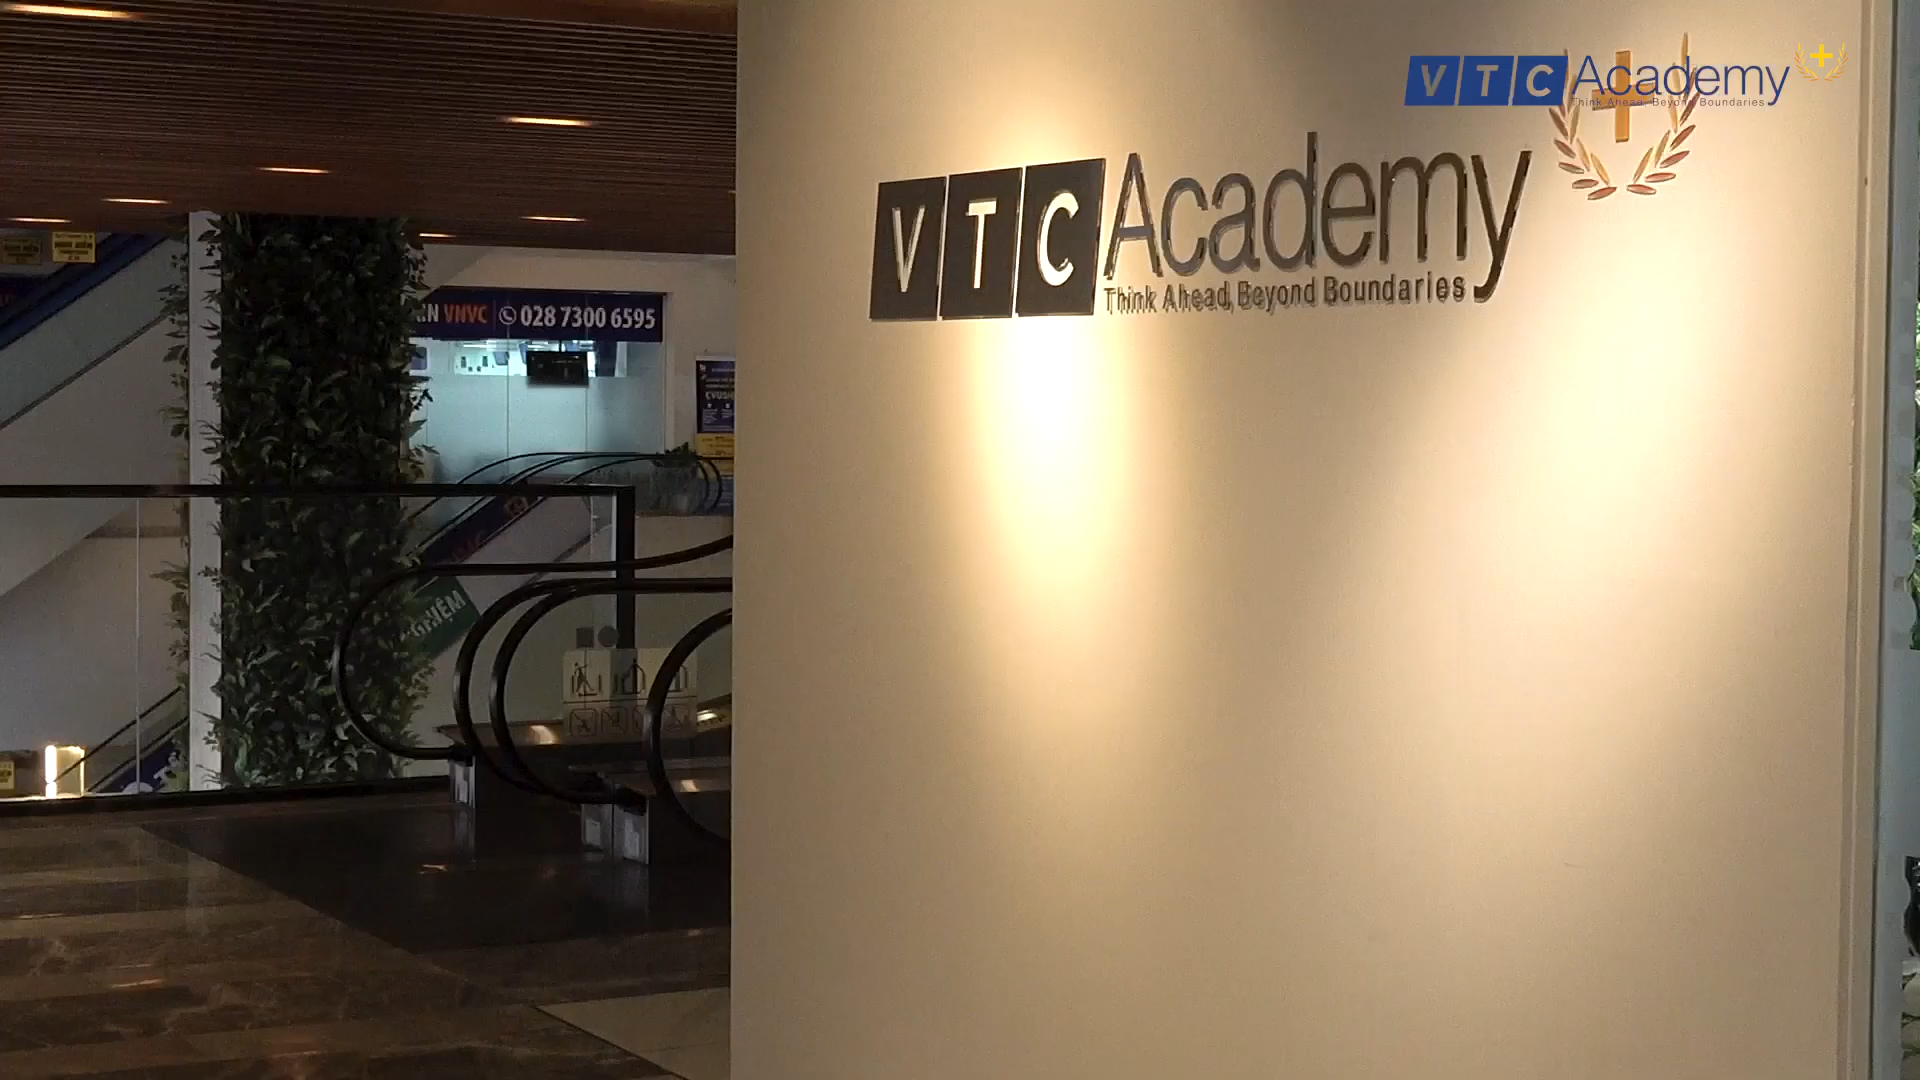 VTC Academy
Think Ahead, Beyond Boundaries
VTC Academy
Think Ahead, Beyond Boundaries
VNVC 028 7300 6595